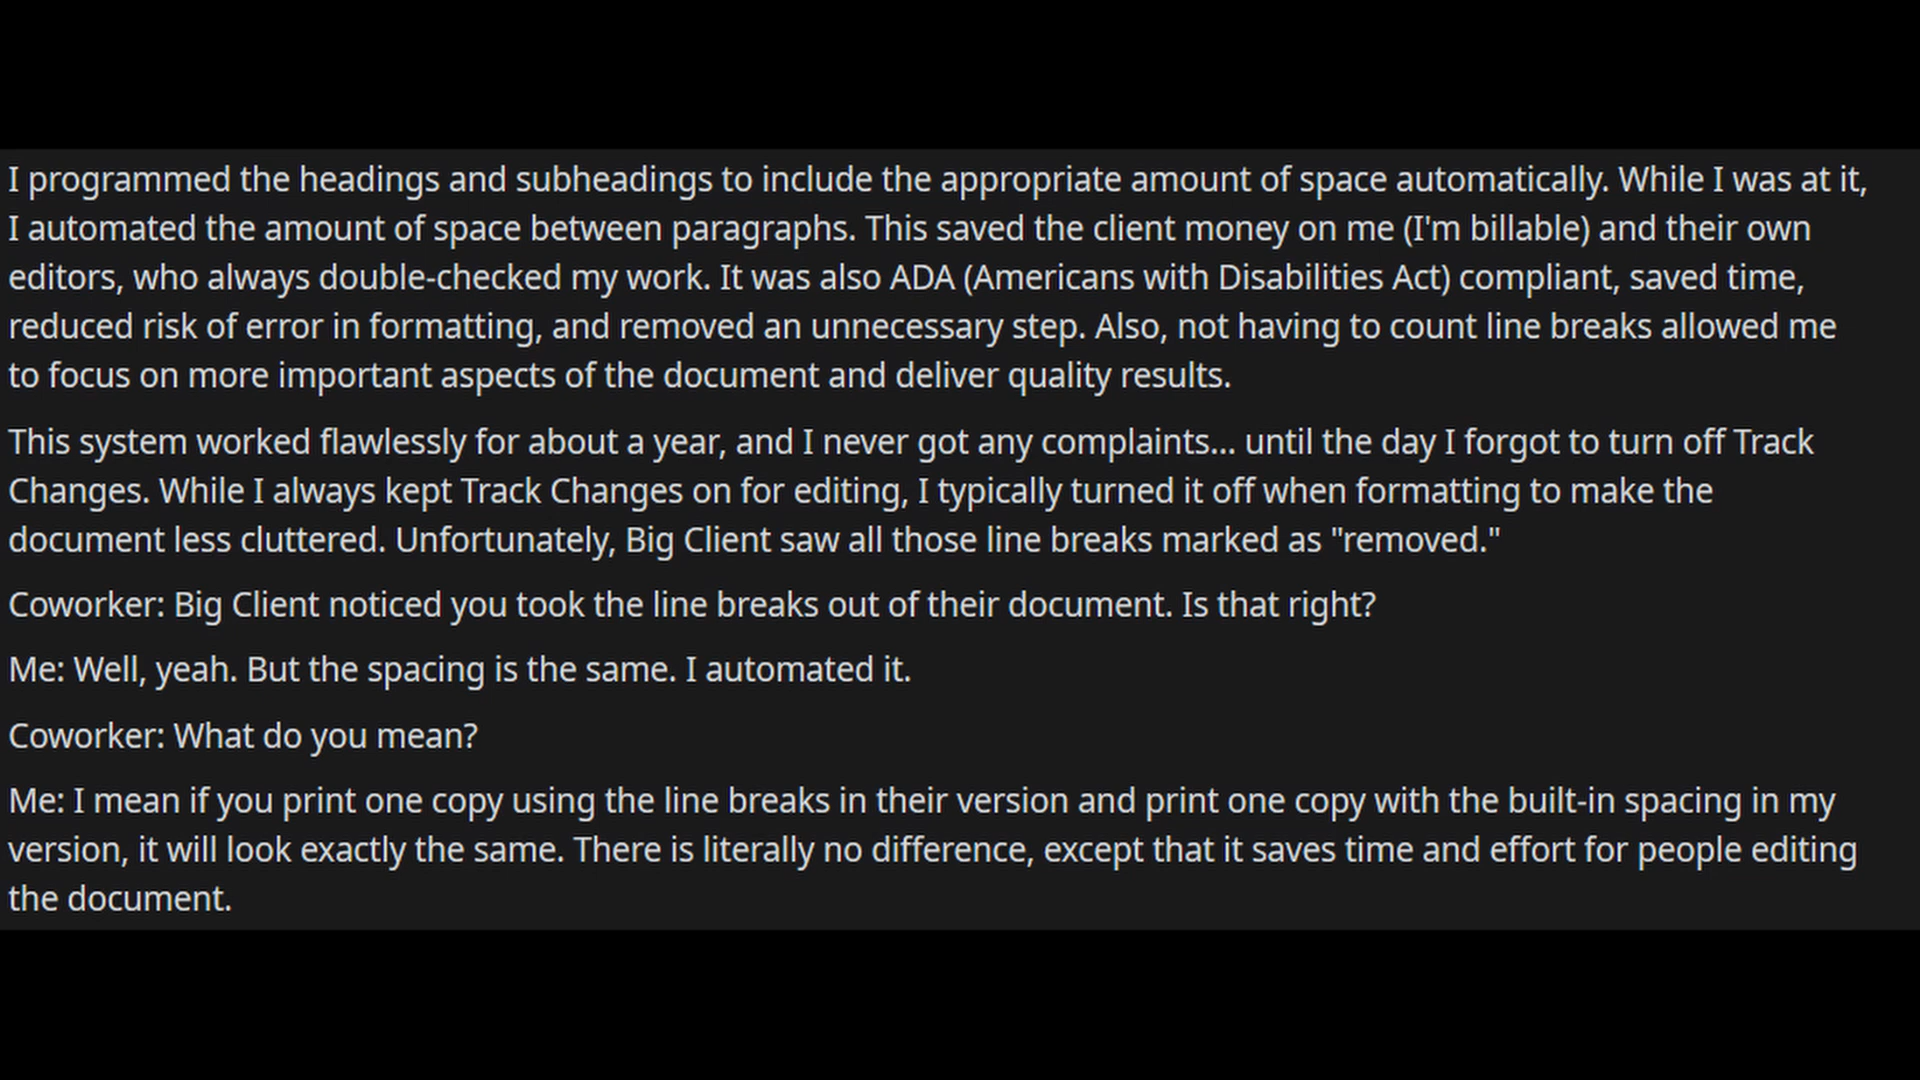 I programmed the headings and subheadings to include the appropriate amount of space automatically. While I was at it,
I automated the amount of space between paragraphs. This saved the client money on me (I'm billable) and their own
editors, who always double-checked my work. It was also ADA (Americans with Disabilities Act) compliant, saved time,
reduced risk of error in formatting, and removed an unnecessary step. Also, not having to count line breaks allowed me
to focus on more important aspects of the document and deliver quality results.
This system worked flawlessly for about a year, and I never got any complaints... until the day I forgot to turn off Track
Changes. While I always kept Track Changes on for editing, I typically turned it off when formatting to make the
document less cluttered. Unfortunately, Big Client saw all those line breaks marked as "removed."
Coworker: Big Client noticed you took the line breaks out of their document. Is that right?
Me: Well, yeah. But the spacing is the same. I automated it.
Coworker: What do you mean?
Me: I mean if you print one copy using the line breaks in their version and print one copy with the built-in spacing in my
version, it will look exactly the same. There is literally no difference, except that it saves time and effort for people editing
the document.